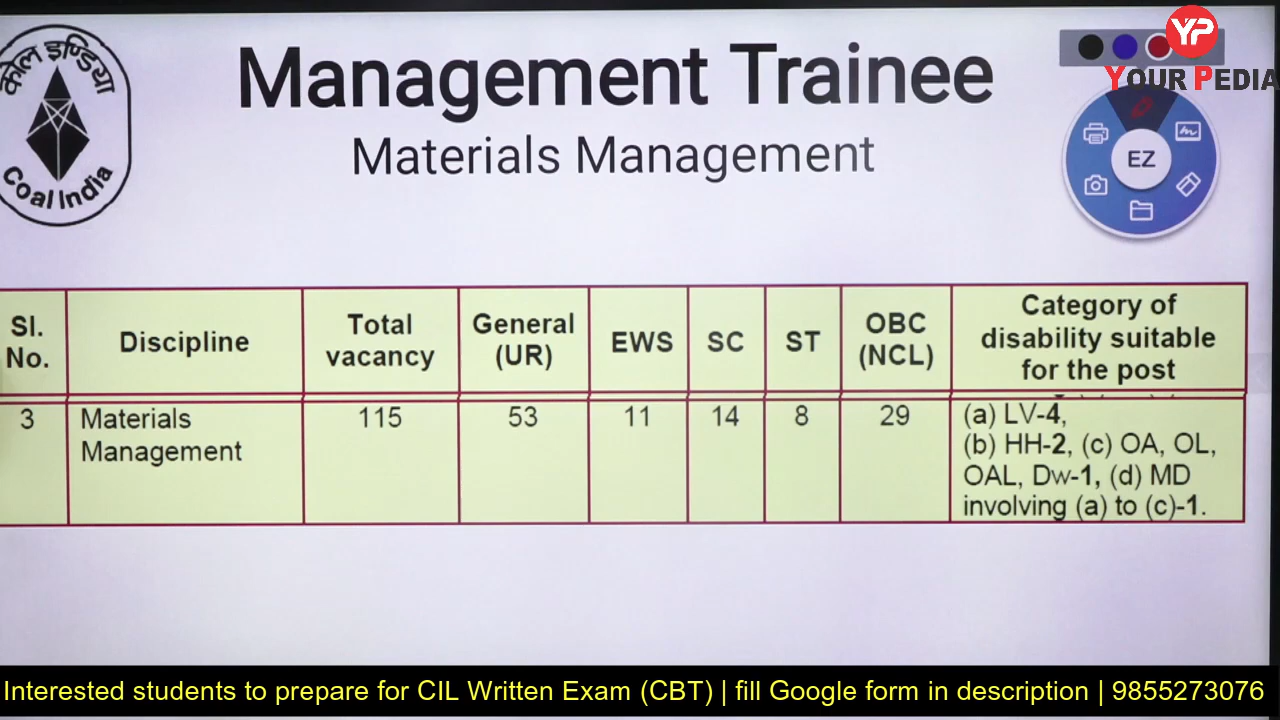 कोल इण्डिया
Coal India
Management Trainee
Materials Management
YP
YOUR PEDIA
EZ
Sl. No.
Discipline
Total vacancy
General (UR)
EWS
SC
ST
OBC (NCL)
Category of disability suitable for the post
3
Materials Management
115
53
11
14
8
29
(a) LV-4,
(b) HH-2, (c) OA, OL,
OAL, Dw-1, (d) MD
involving (a) to (c)-1.
Interested students to prepare for CIL Written Exam (CBT) | fill Google form in description | 9855273076